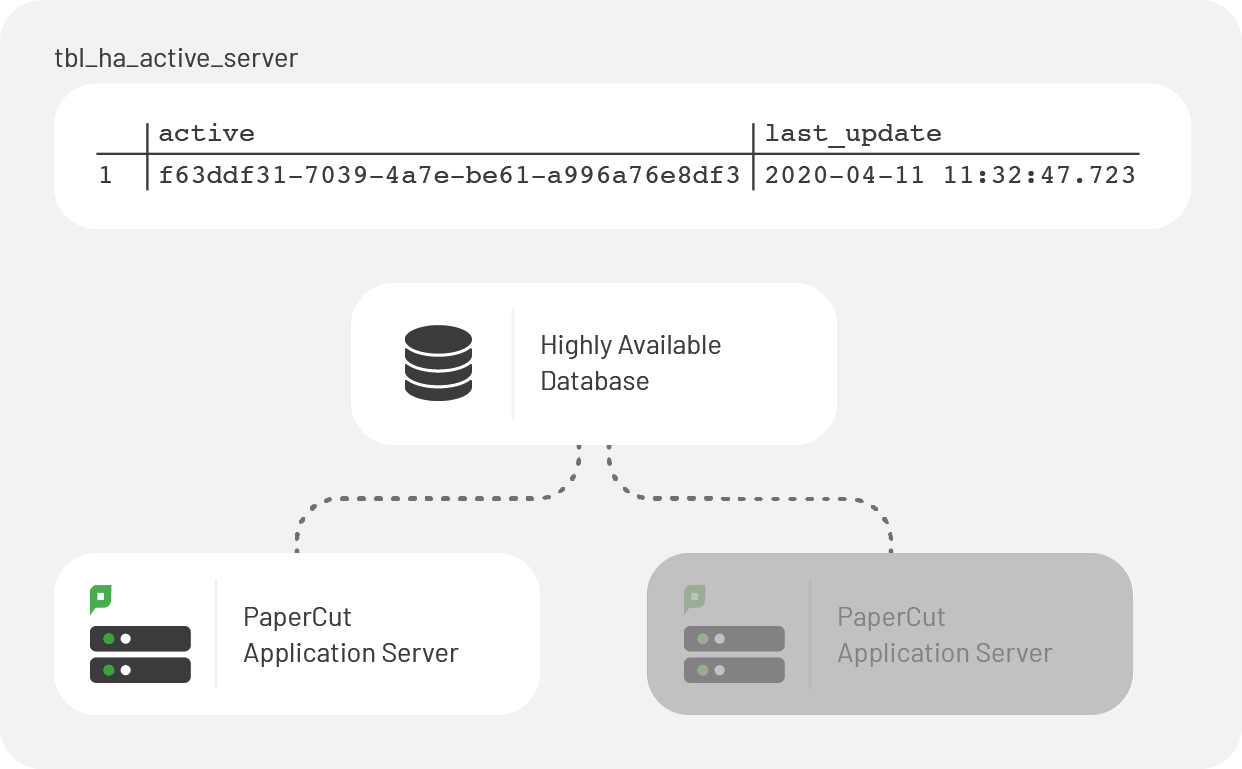 tbl_ha_active_server
active last_update
1 f63ddf31-7039-4a7e-be61-a996a76e8df3 2020-04-11 11:32:47.723
Highly Available
Database
PaperCut
Application Server
PaperCut
Application Server